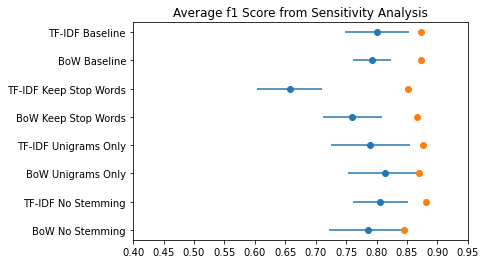 Average f1 Score from Sensitivity Analysis
TF-IDF Baseline
BoW Baseline
TF-IDF Keep Stop Words
BoW Keep Stop Words
TF-IDF Unigrams Only
BoW Unigrams Only
TF-IDF No Stemming
BoW No Stemming
0.40 0.45 0.50 0.55 0.60 0.65 0.70 0.75 0.80 0.85 0.90 0.95